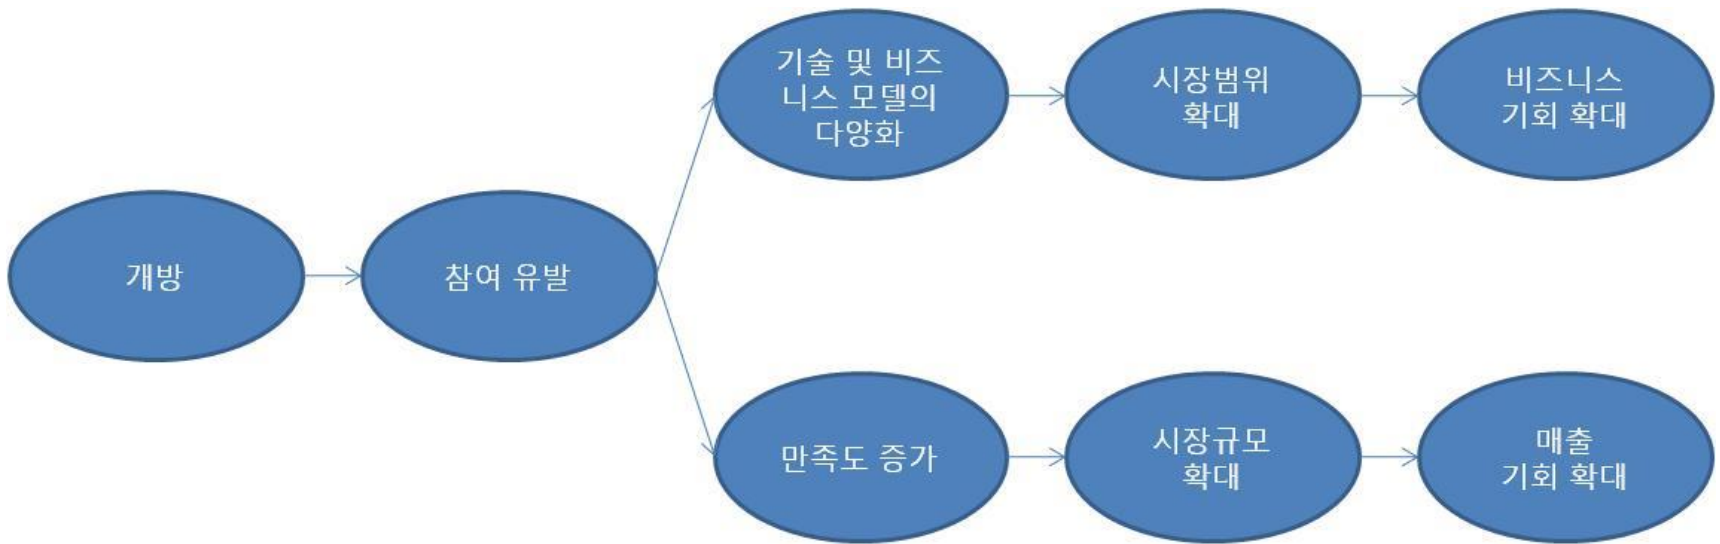 개방
참여 유발
기술 및 비즈
니스 모델의
다양화
시장범위
확대
비즈니스
기회 확대
만족도 증가
시장규모
확대
매출
기회 확대